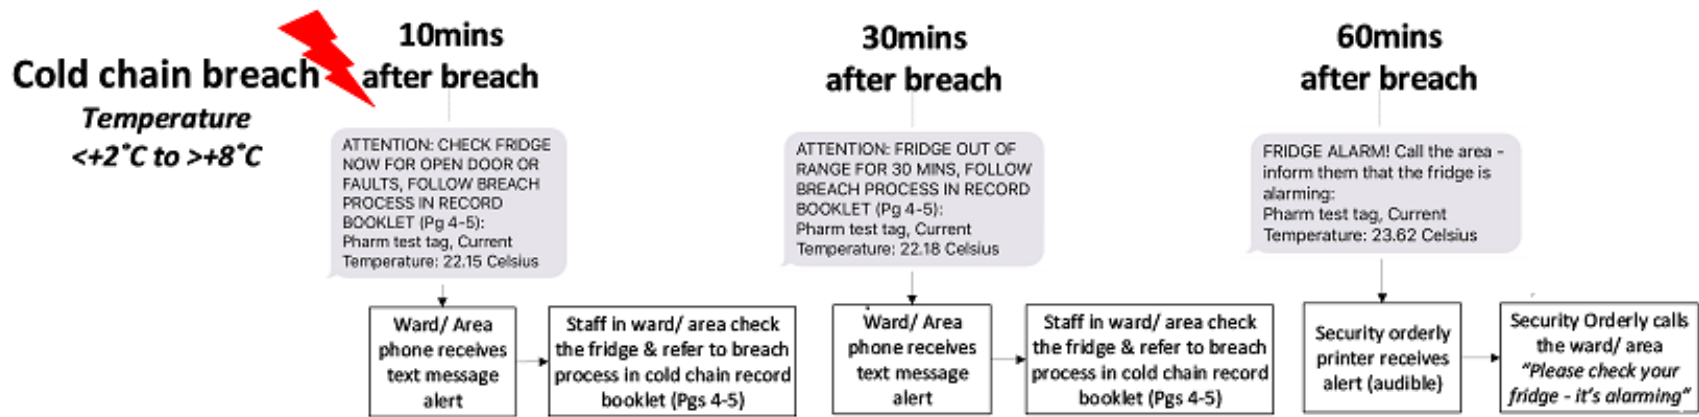 Cold chain breach
Temperature
<+2°C to >+8°C
10mins
after breach
ATTENTION: CHECK FRIDGE
NOW FOR OPEN DOOR OR
FAULTS, FOLLOW BREACH
PROCESS IN RECORD
BOOKLET (Pg 4-5):
Pharm test tag, Current
Temperature: 22.15 Celsius
Ward/ Area
phone receives
text message
alert
Staff in ward/ area check
the fridge & refer to breach
process in cold chain record
booklet (Pgs 4-5)
30mins
after breach
ATTENTION: FRIDGE OUT OF
RANGE FOR 30 MINS, FOLLOW
BREACH PROCESS IN RECORD
BOOKLET (Pg 4-5):
Pharm test tag, Current
Temperature: 22.18 Celsius
Ward/ Area
phone receives
text message
alert
Staff in ward/ area check
the fridge & refer to breach
process in cold chain record
booklet (Pgs 4-5)
60mins
after breach
FRIDGE ALARM! Call the area -
inform them that the fridge is
alarming:
Pharm test tag, Current
Temperature: 23.62 Celsius
Security orderly
printer receives
alert (audible)
Security Orderly calls
the ward/ area
"Please check your
fridge - it's alarming"